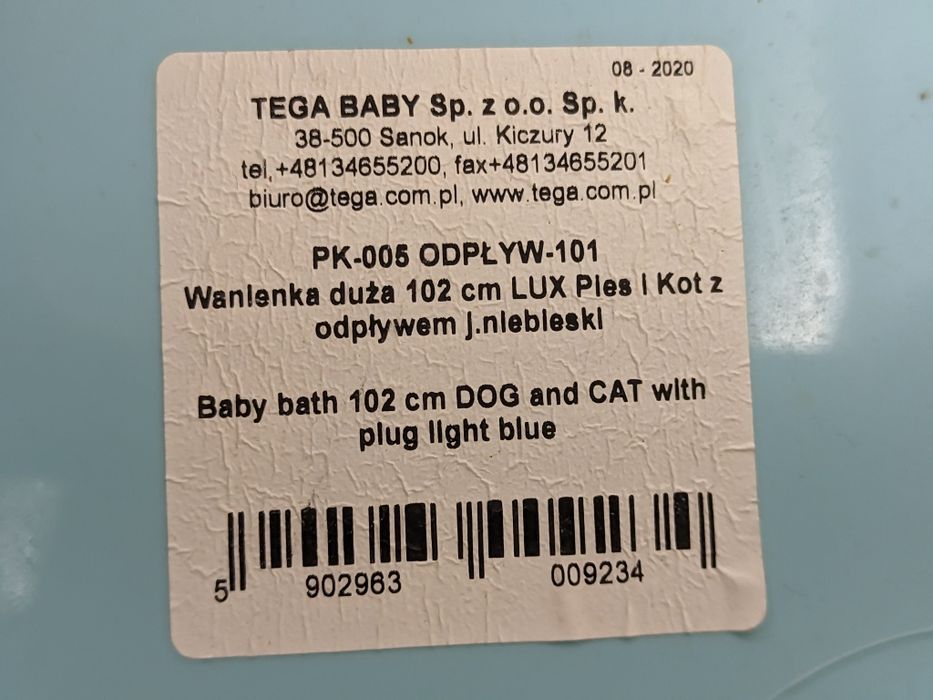 08 - 2020
TEGA BABY Sp. z o.o. Sp. k.
38-500 Sanok, ul. Kiczury 12
tel,+48134655200, fax+48134655201
biuro@tega.com.pl, www.tega.com.pl
PK-005 ODPŁYW-101
Wanienka duża 102 cm LUX Pies i Kot z
odpływem j.niebieski
Baby bath 102 cm DOG and CAT with
plug light blue
5 902963 009234